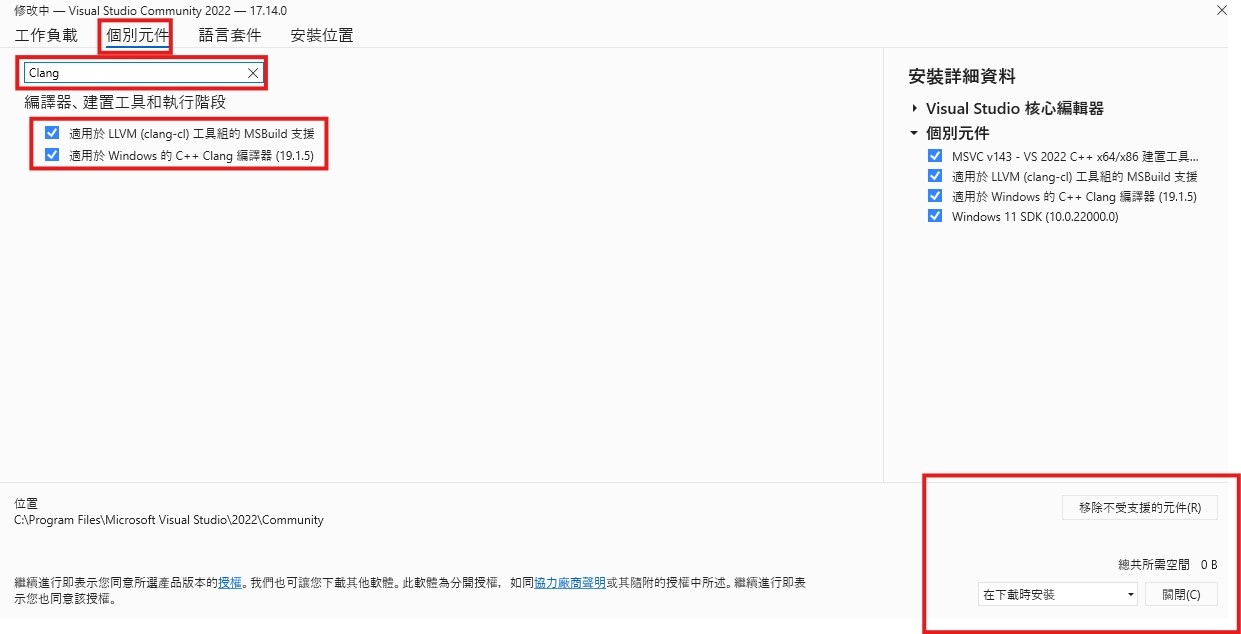 修改中 — Visual Studio Community 2022 — 17.14.0
工作負載 個別元件 語言套件 安裝位置
Clang
編譯器、建置工具和執行階段
適用於 LLVM (clang-cl) 工具組的 MSBuild 支援
適用於 Windows 的 C++ Clang 編譯器 (19.1.5)
安裝詳細資料
Visual Studio 核心編輯器
個別元件
MSVC v143 - VS 2022 C++ x64/x86 建置工具...
適用於 LLVM (clang-cl) 工具組的 MSBuild 支援
適用於 Windows 的 C++ Clang 編譯器 (19.1.5)
Windows 11 SDK (10.0.22000.0)
位置
C:\Program Files\Microsoft Visual Studio\2022\Community
繼續進行即表示您同意所選產品版本的授權。我們也可讓您下載其他軟體。此軟體為分開授權，如同協力廠商聲明或其隨附的授權中所述。繼續進行即表
示您也同意該授權。
移除不受支援的元件(R)
總共所需空間 0 B
在下載時安裝
關閉(C)